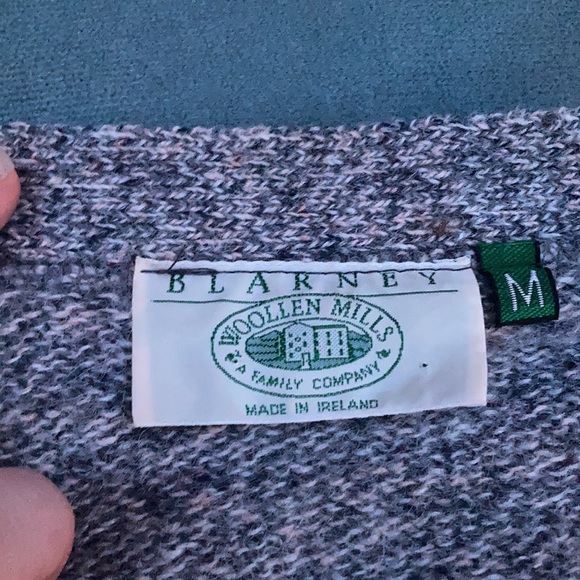 BLARNEY
WOOLLEN MILLS
A FAMILY COMPANY
MADE IN IRELAND
M